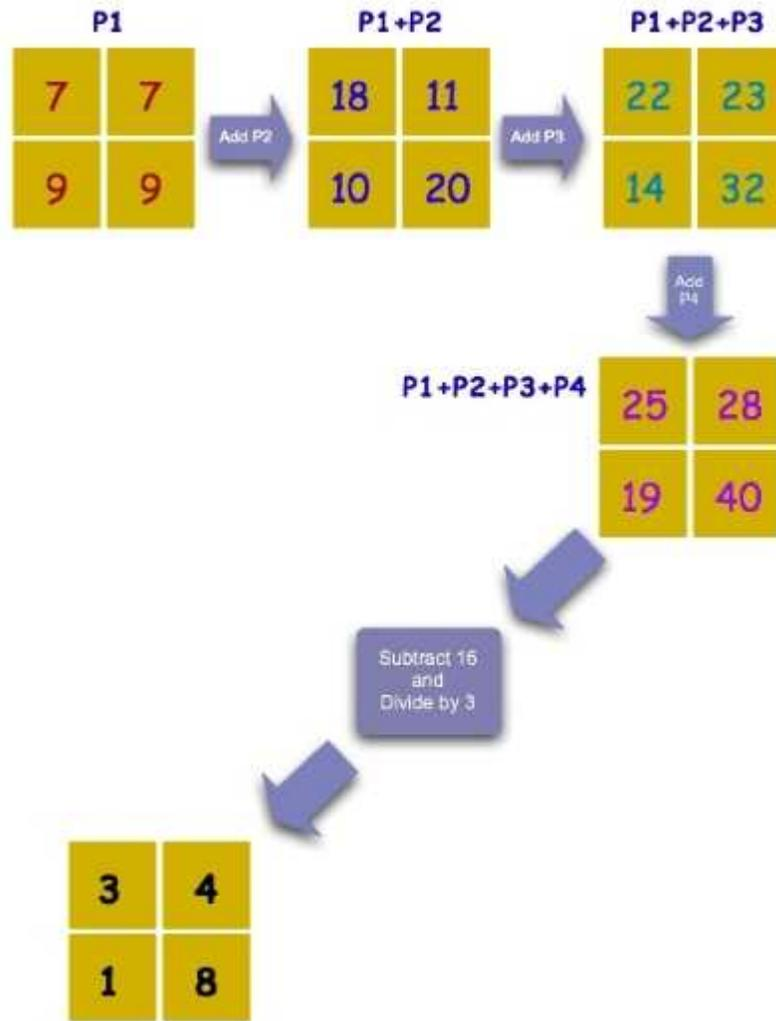 P1
P1+P2
P1+P2+P3
7 7
Add P2
18 11
Add P3
22 23
9 9
10 20
14 32
Add
P4
P1+P2+P3+P4
25 28
19 40
Subtract 16
and
Divide by 3
3 4
1 8